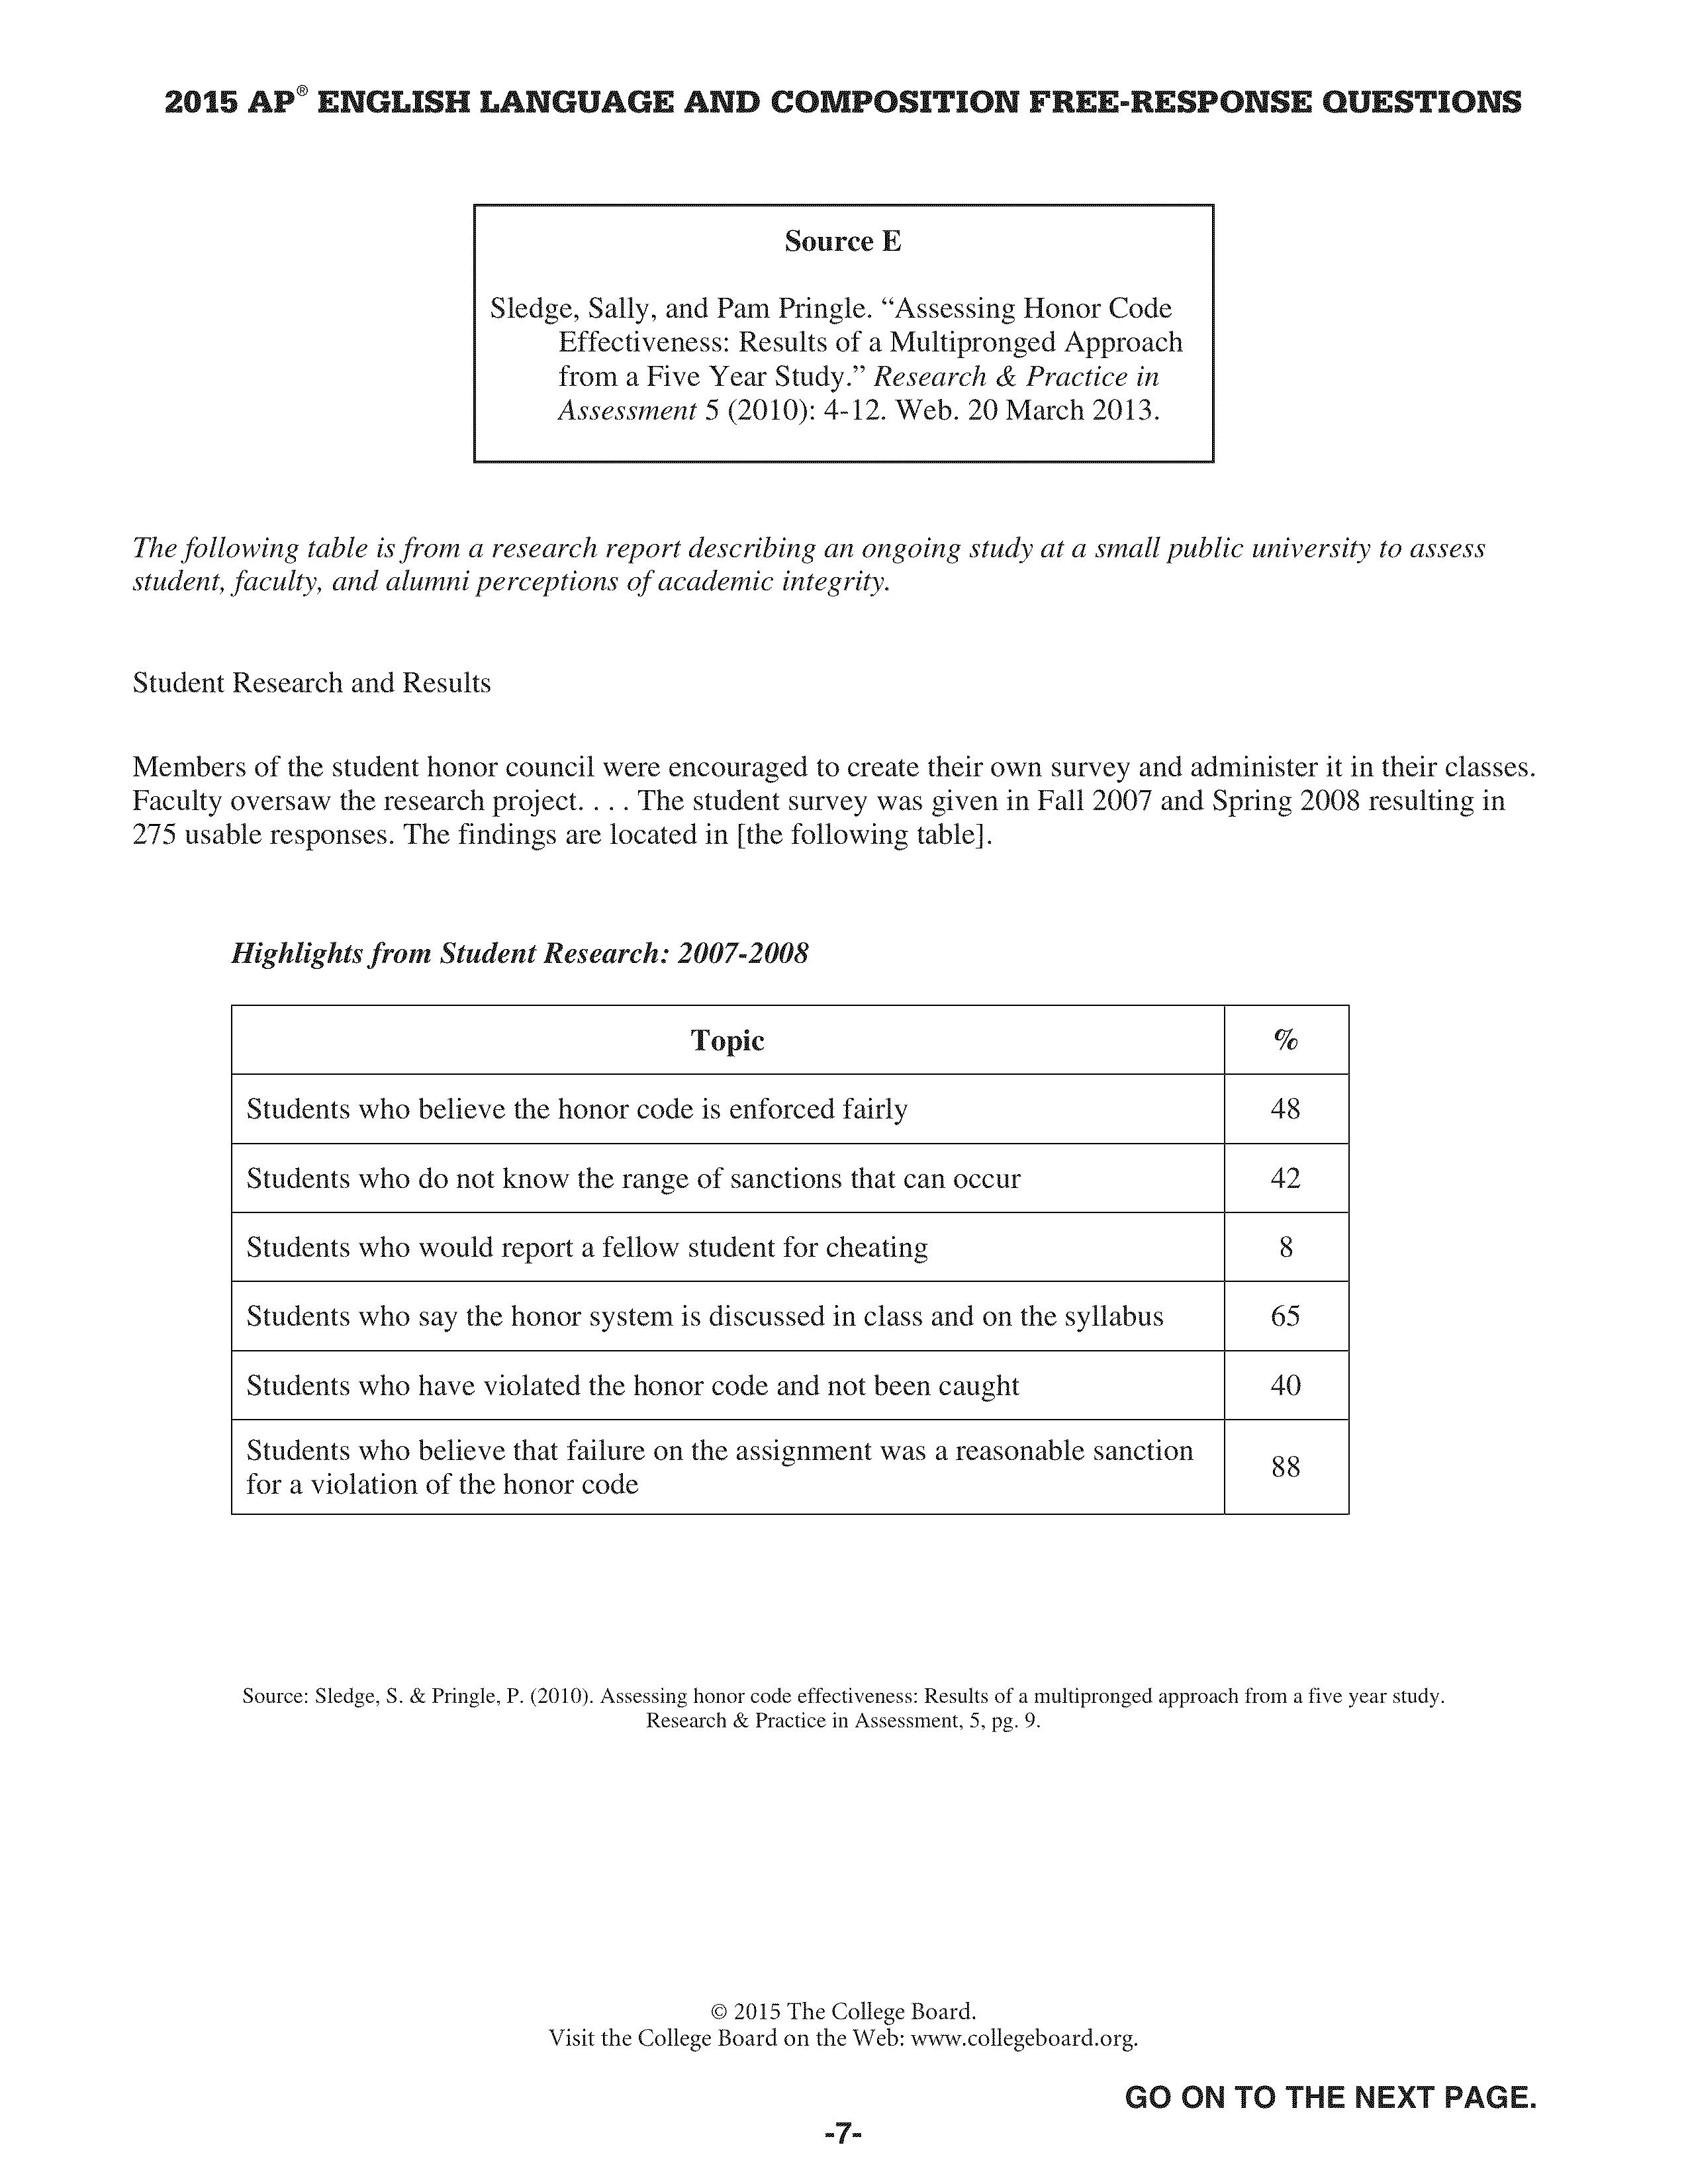 2015 AP® ENGLISH LANGUAGE AND COMPOSITION FREE-RESPONSE QUESTIONS
Source E
Sledge, Sally, and Pam Pringle. “Assessing Honor Code
Effectiveness: Results of a Multipronged Approach
from a Five Year Study.” Research & Practice in
Assessment 5 (2010): 4-12. Web. 20 March 2013.
The following table is from a research report describing an ongoing study at a small public university to assess
student, faculty, and alumni perceptions of academic integrity.
Student Research and Results
Members of the student honor council were encouraged to create their own survey and administer it in their classes.
Faculty oversaw the research project. . . . The student survey was given in Fall 2007 and Spring 2008 resulting in
275 usable responses. The findings are located in [the following table].
Highlights from Student Research: 2007-2008
Topic %
Students who believe the honor code is enforced fairly 48
Students who do not know the range of sanctions that can occur 42
Students who would report a fellow student for cheating 8
Students who say the honor system is discussed in class and on the syllabus 65
Students who have violated the honor code and not been caught 40
Students who believe that failure on the assignment was a reasonable sanction
for a violation of the honor code 88
Source: Sledge, S. & Pringle, P. (2010). Assessing honor code effectiveness: Results of a multipronged approach from a five year study.
Research & Practice in Assessment, 5, pg. 9.
© 2015 The College Board.
Visit the College Board on the Web: www.collegeboard.org.
GO ON TO THE NEXT PAGE.
-7-